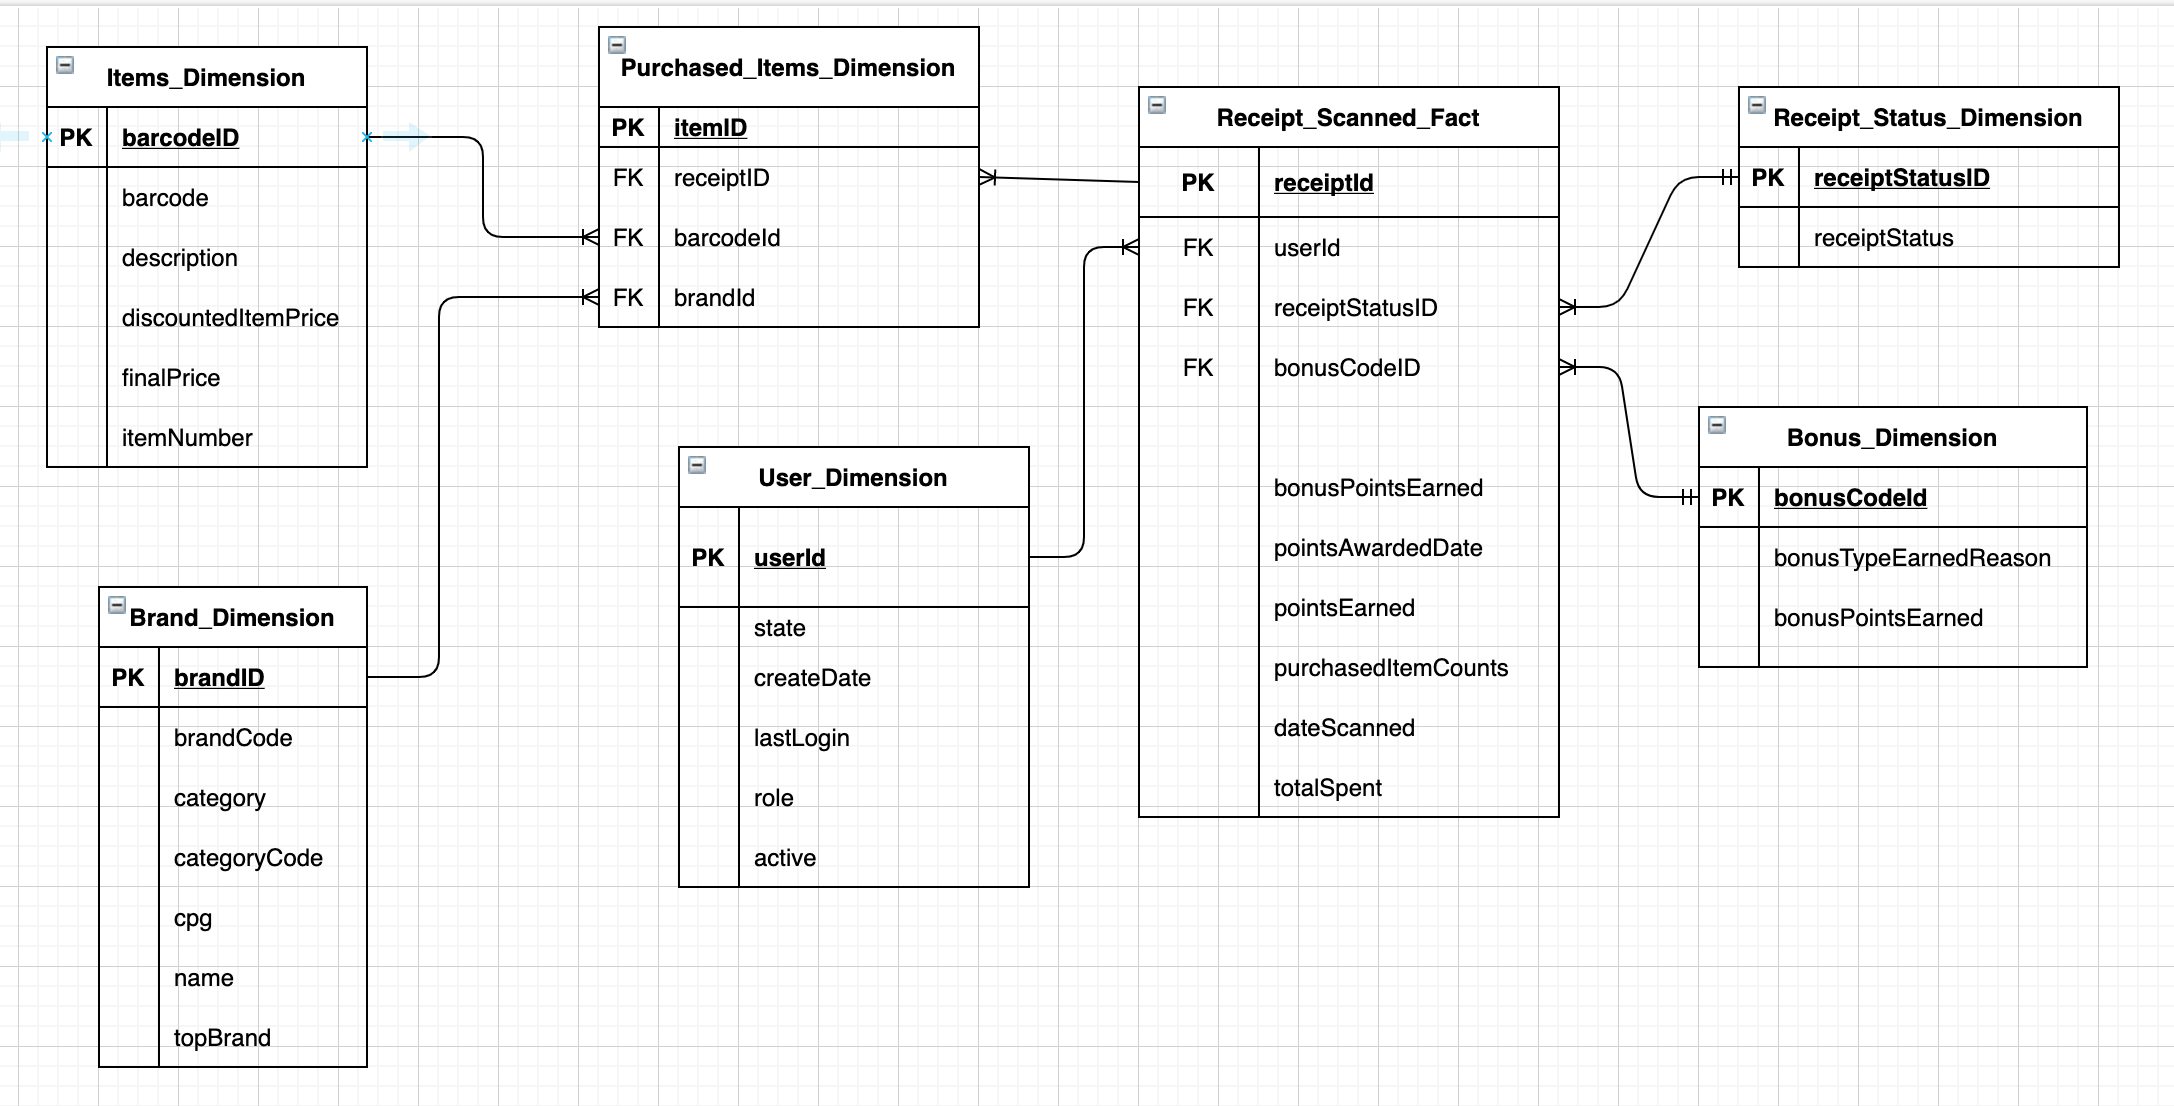 Items_Dimension
PK barcodeID
barcode
description
discountedItemPrice
finalPrice
itemNumber
Purchased_Items_Dimension
PK itemID
FK receiptID
FK barcodeId
FK brandId
Receipt_Scanned_Fact
PK receiptId
FK userId
FK receiptStatusID
FK bonusCodeID
bonusPointsEarned
pointsAwardedDate
pointsEarned
purchasedItemCounts
dateScanned
totalSpent
Receipt_Status_Dimension
PK receiptStatusID
receiptStatus
Bonus_Dimension
PK bonusCodeId
bonusTypeEarnedReason
bonusPointsEarned
User_Dimension
PK userId
state
createDate
lastLogin
role
active
Brand_Dimension
PK brandID
brandCode
category
categoryCode
cpg
name
topBrand